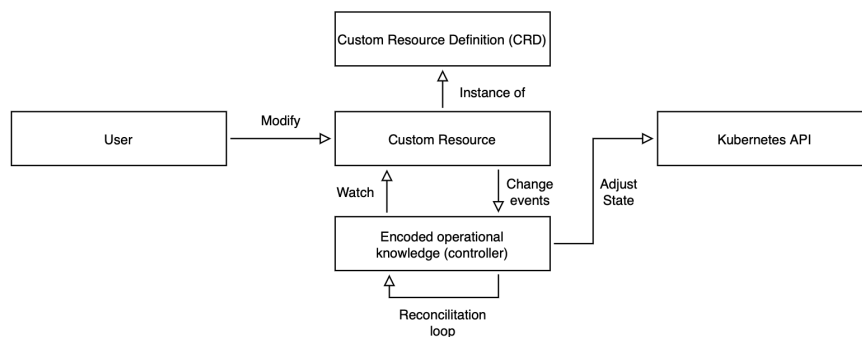 Custom Resource Definition (CRD)
Instance of
User
Modify
Custom Resource
Kubernetes API
Watch
Change
events
Adjust
State
Encoded operational
knowledge (controller)
Reconcilitation
loop